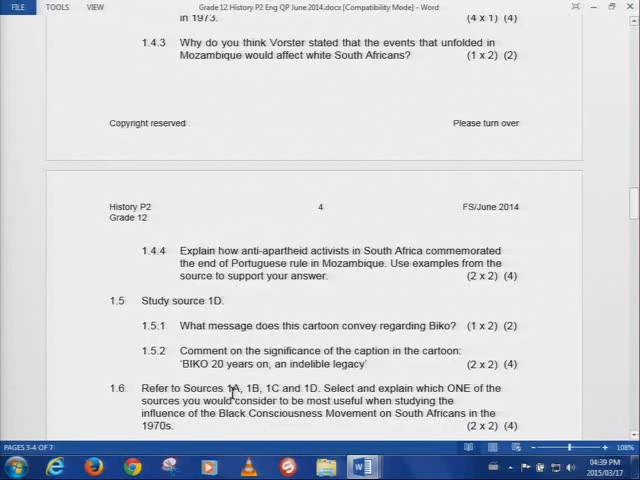 FILE TOOLS VIEW Grade 12 History P2 Eng QP June 2014.docx [Compatibility Mode] - Word
in 1973. (4 x 1) (4)
1.4.3 Why do you think Vorster stated that the events that unfolded in
Mozambique would affect white South Africans? (1 x 2) (2)
Copyright reserved Please turn over
History P2 4 FS/June 2014
Grade 12
1.4.4 Explain how anti-apartheid activists in South Africa commemorated
the end of Portuguese rule in Mozambique. Use examples from the
source to support your answer. (2 x 2) (4)
1.5 Study source 1D.
1.5.1 What message does this cartoon convey regarding Biko? (1 x 2) (2)
1.5.2 Comment on the significance of the caption in the cartoon:
‘BIKO 20 years on, an indelible legacy’ (2 x 2) (4)
1.6 Refer to Sources 1A, 1B, 1C and 1D. Select and explain which ONE of the
sources you would consider to be most useful when studying the
influence of the Black Consciousness Movement on South Africans in the
1970s. (2 x 2) (4)
PAGES 3-4 OF 7 108%
04:39 PM
2015/03/17